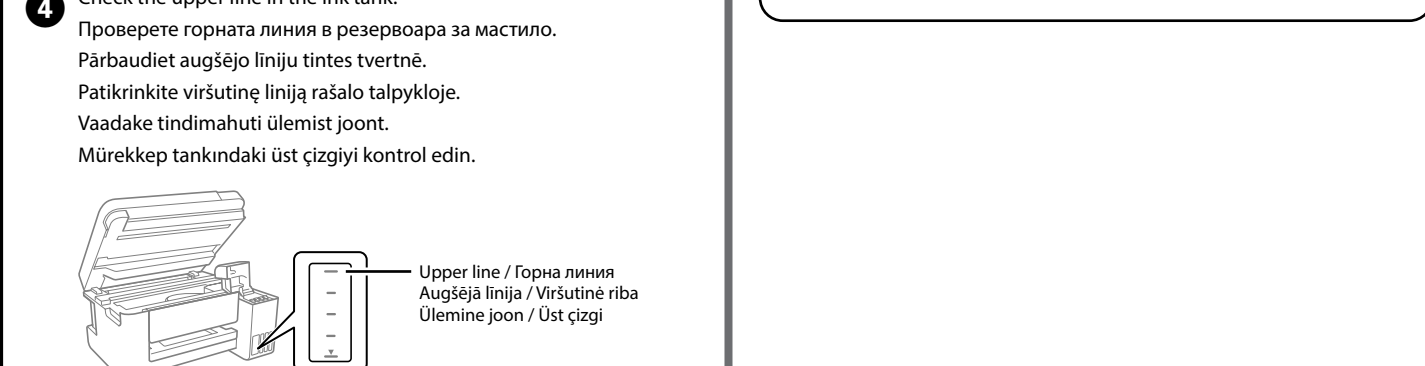 4
Check the upper line in the ink tank.
Проверете горната линия в резервоара за мастило.
Pārbaudiet augšējo līniju tintes tvertnē.
Patikrinkite viršutinę liniją rašalo talpykloje.
Vaadake tindimahuti ülemist joont.
Mürekkep tankındaki üst çizgiyi kontrol edin.
Upper line / Горна линия
Augšējā līnija / Viršutinė riba
Ülemine joon / Üst çizgi